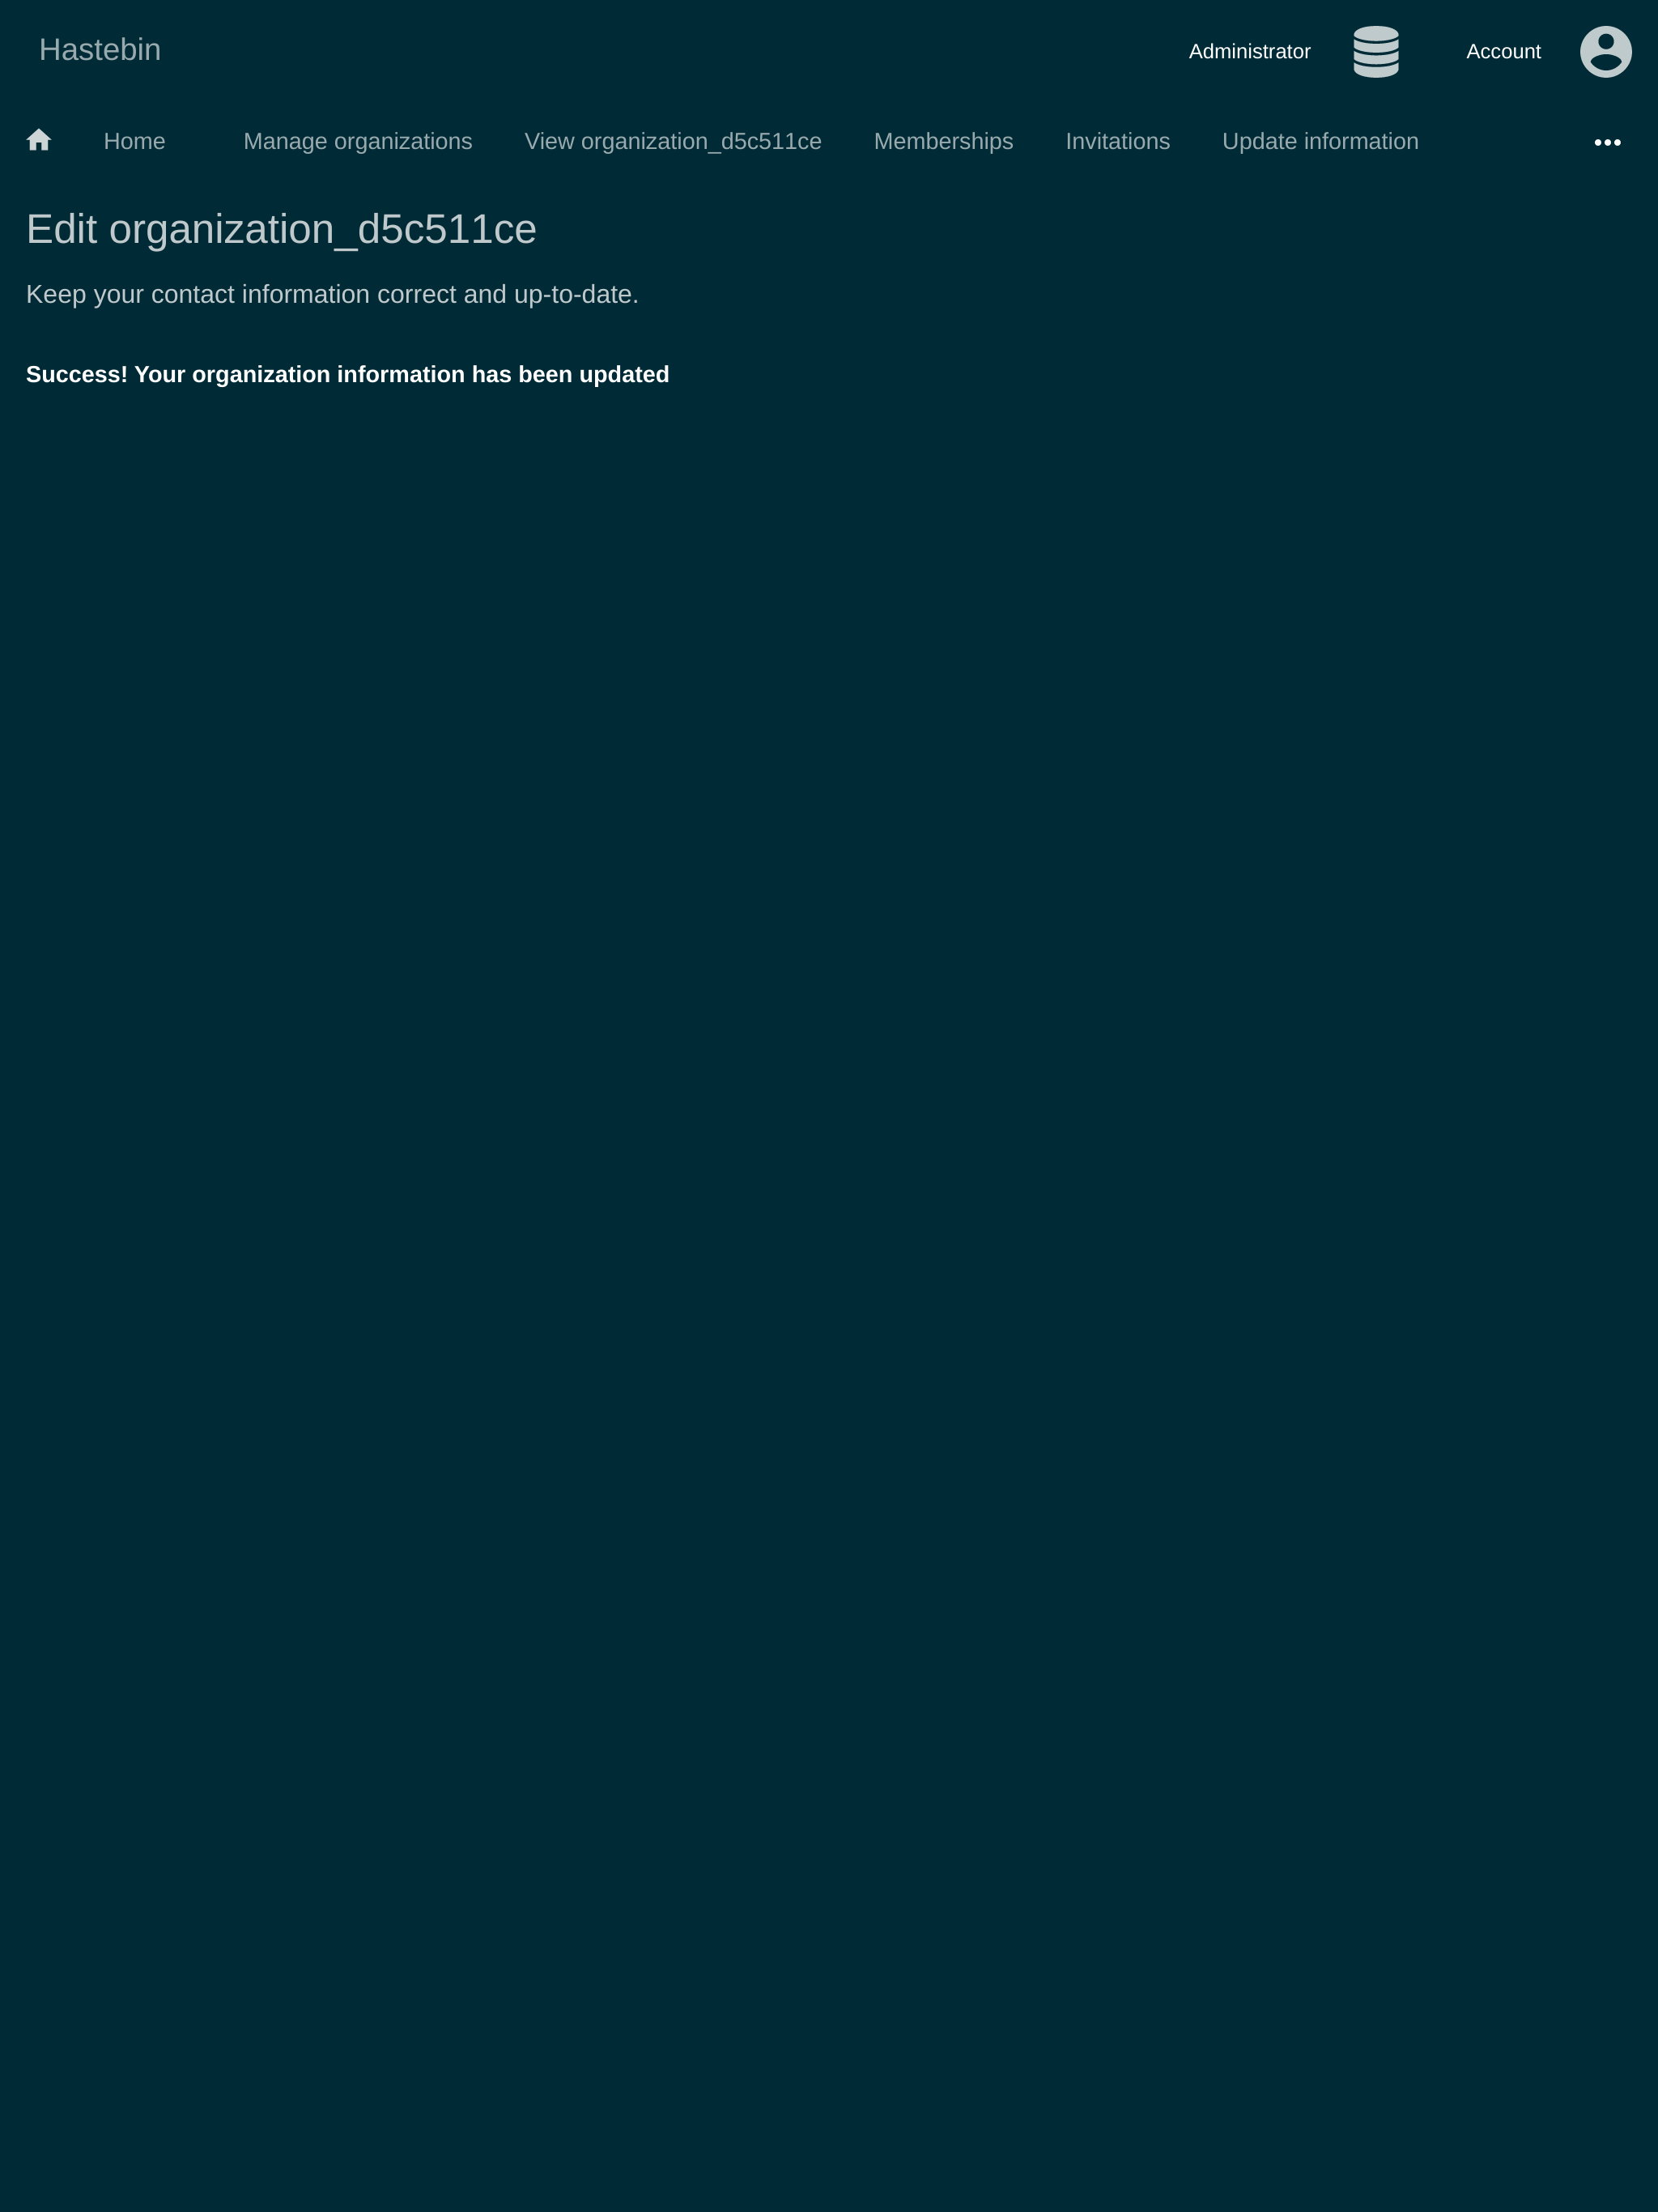 Hastebin
Administrator
Account
Home
Manage organizations
View organization_d5c511ce
Memberships
Invitations
Update information
Edit organization_d5c511ce
Keep your contact information correct and up-to-date.
Success! Your organization information has been updated